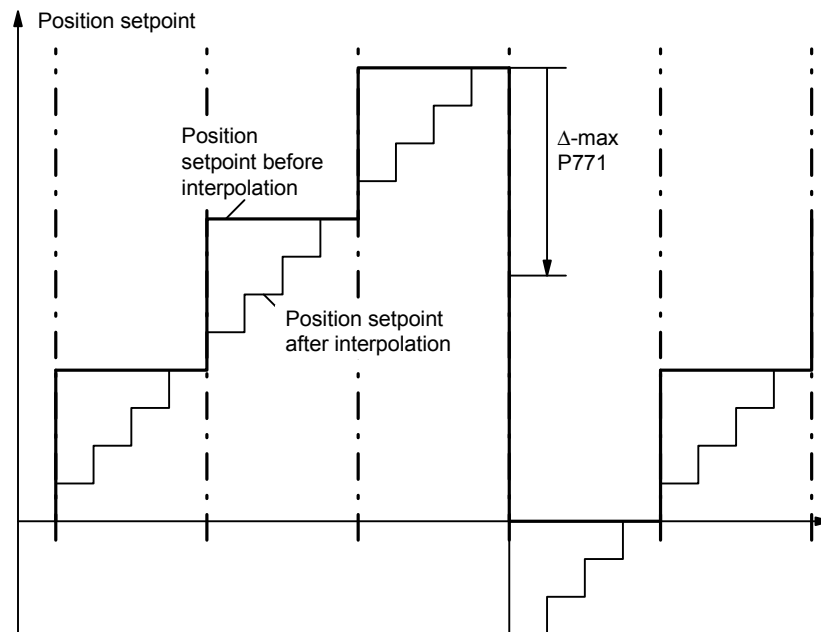 Position setpoint
Position
setpoint before
interpolation
Δ-max
P771
Position setpoint
after interpolation